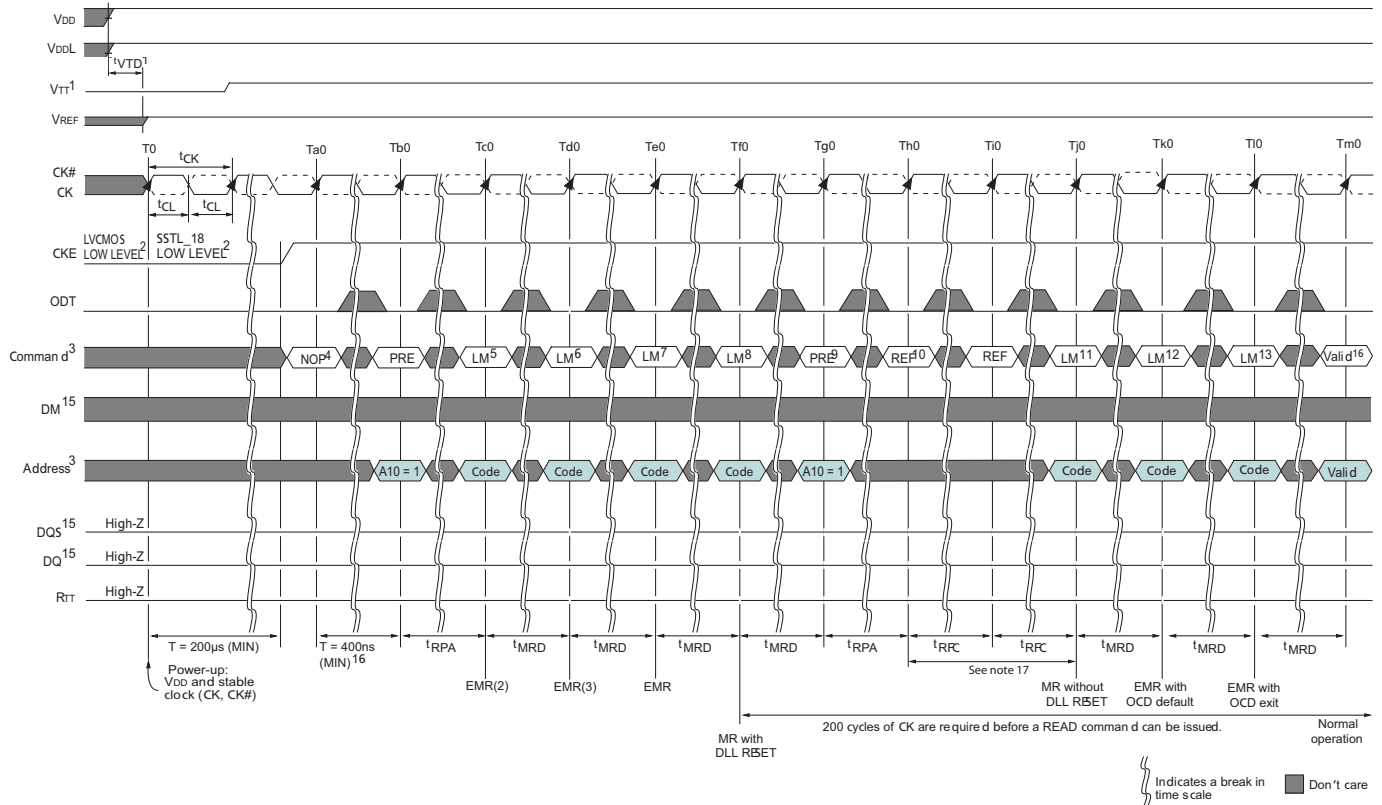 VDD
VDDL
tVTD1
VTT1
VREF
T0 Ta0 Tb0 Tc0 Td0 Te0 Tf0 Tg0 Th0 Ti0 Tj0 Tk0 Tl0 Tm0
tCK
CK#
CK
tCL tCL
LVCMOS SSTL_18
CKE LOW LEVEL2 LOW LEVEL2
ODT
Command3 NOP4 PRE LM5 LM6 LM7 LM8 PRE9 REF10 REF LM11 LM12 LM13 Valid16
DM15
Address3 A10 = 1 Code Code Code Code A10 = 1 Code Code Code Valid
DQS15 High-Z
DQ15 High-Z
RTT High-Z
T = 200µs (MIN) T = 400ns (MIN)16 tRPA tMRD tMRD tMRD tMRD tRPA tRFC tRFC tMRD tMRD tMRD
See note 17
Power-up:
VDD and stable
clock (CK, CK#)
EMR(2) EMR(3) EMR
MR without
DLL RESET
EMR with
OCD default
EMR with
OCD exit
200 cycles of CK are required before a READ command can be issued.
Normal
operation
MR with
DLL RESET
Indicates a break in
time scale
Don't care